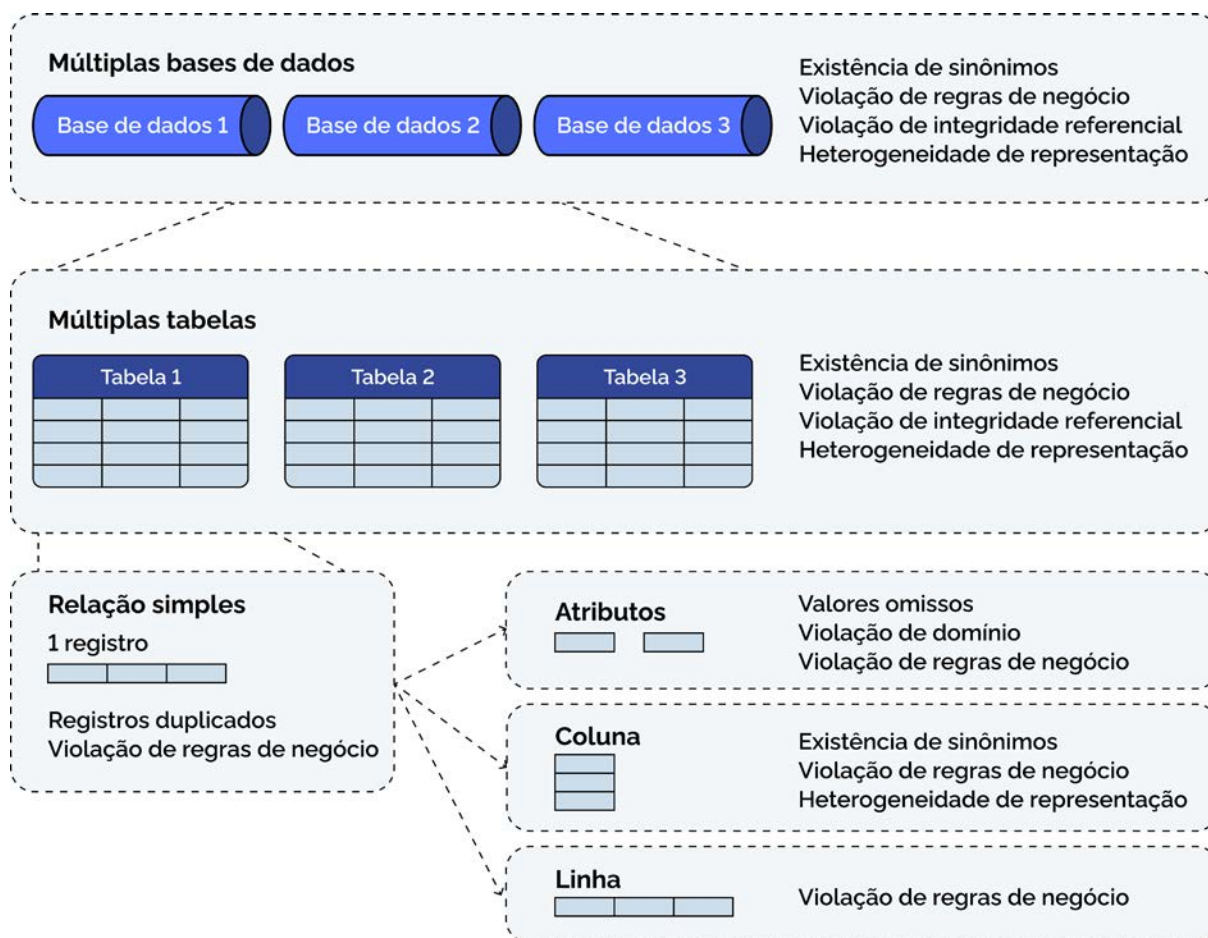 Múltiplas bases de dados
Base de dados 1
Base de dados 2
Base de dados 3
Existência de sinônimos
Violação de regras de negócio
Violação de integridade referencial
Heterogeneidade de representação
Múltiplas tabelas
Tabela 1
Tabela 2
Tabela 3
Existência de sinônimos
Violação de regras de negócio
Violação de integridade referencial
Heterogeneidade de representação
Relação simples
1 registro
Registros duplicados
Violação de regras de negócio
Atributos
Valores omissos
Violação de domínio
Violação de regras de negócio
Coluna
Existência de sinônimos
Violação de regras de negócio
Heterogeneidade de representação
Linha
Violação de regras de negócio